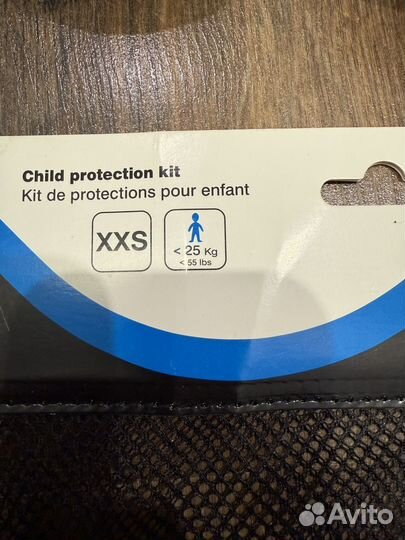 Child protection kit
Kit de protections pour enfant
XXS
< 25 Kg
< 55 lbs
Avito